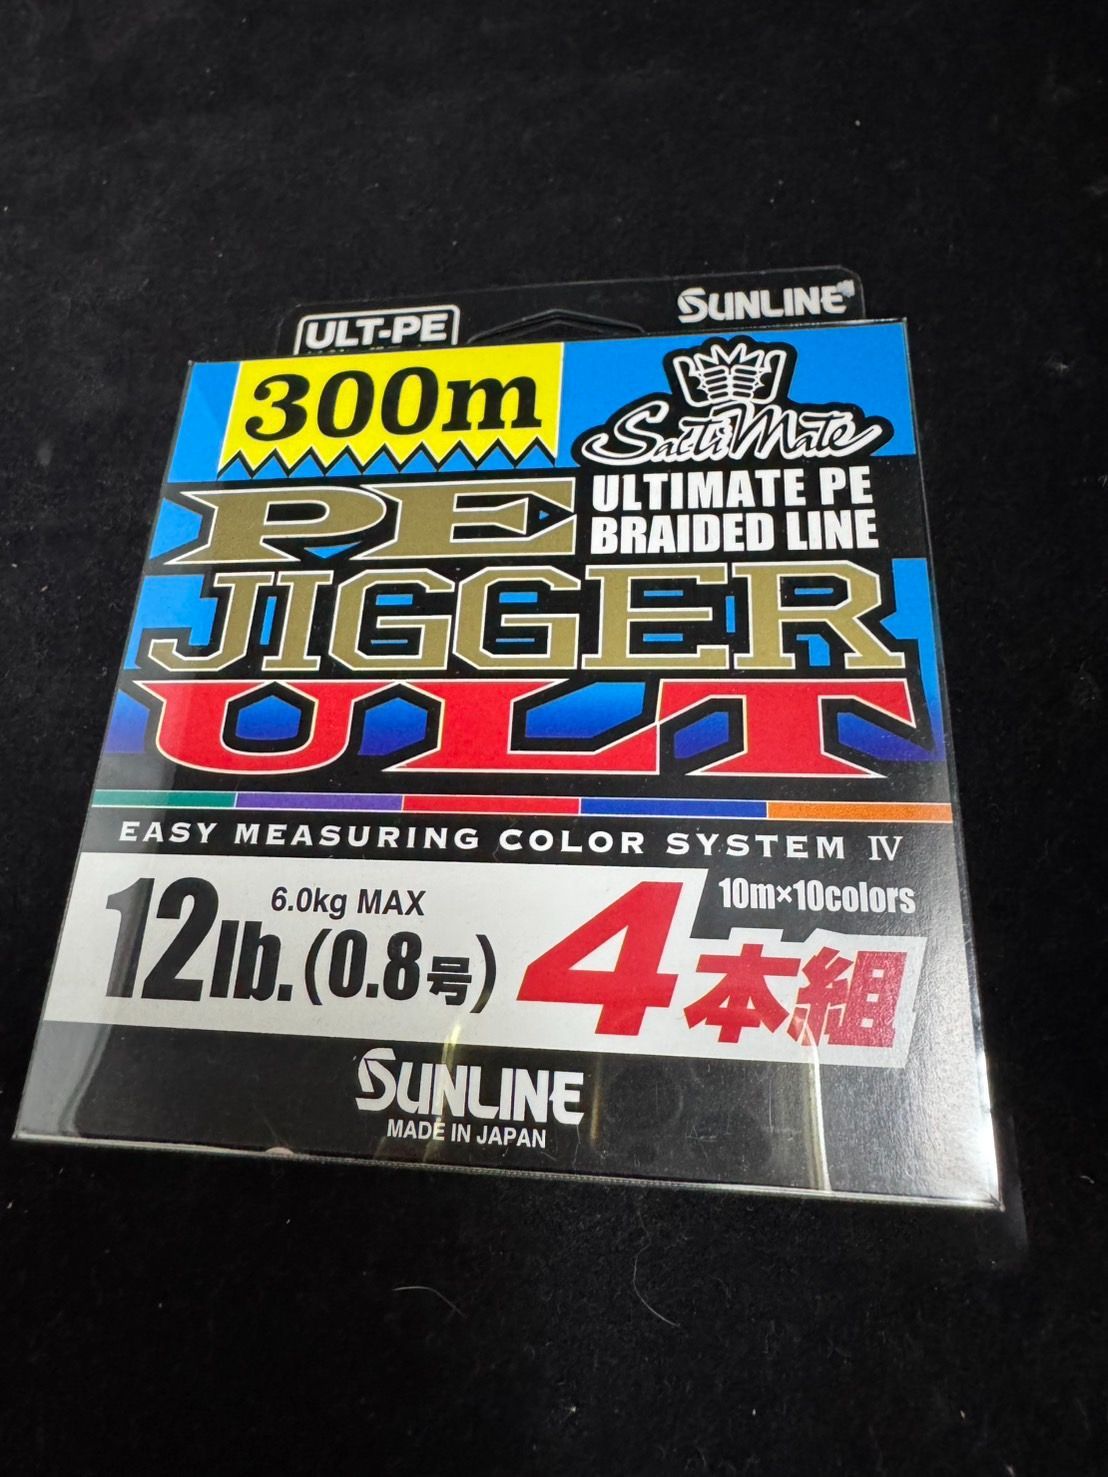 ULT-PE
SUNLINE
300m
SaltiMate
PE
ULTIMATE PE
BRAIDED LINE
JIGGER
ULT
EASY MEASURING COLOR SYSTEM IV
12lb.(0.8号)
6.0kg MAX
10m×10colors
4本組
SUNLINE
MADE IN JAPAN